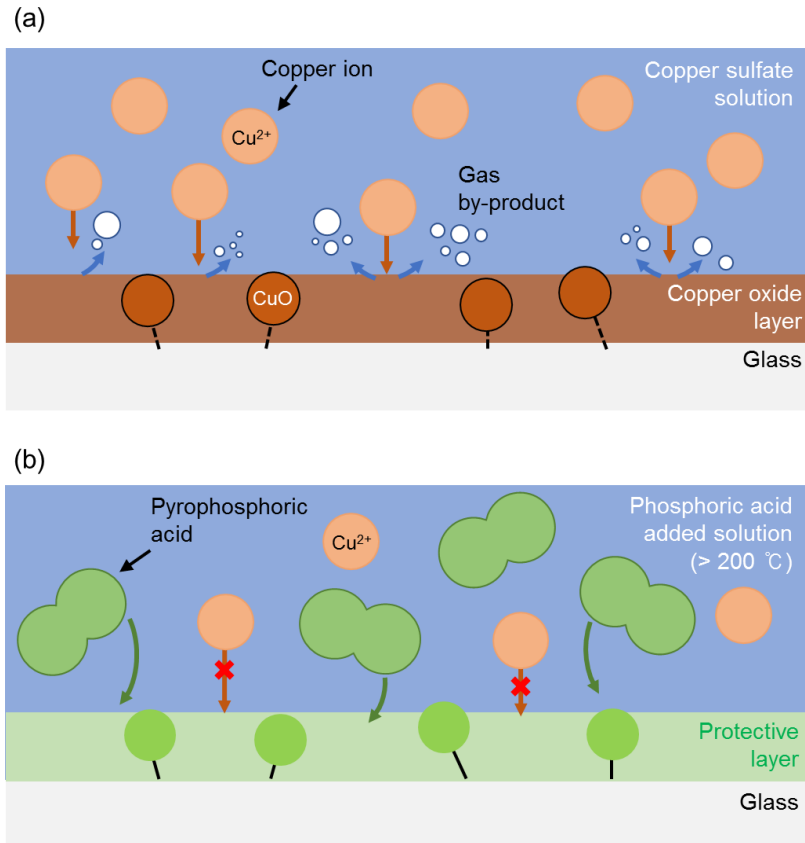 (a)
Copper ion
Copper sulfate
solution
Cu²⁺
Gas
by-product
CuO
Copper oxide
layer
Glass
(b)
Pyrophosphoric
acid
Phosphoric acid
added solution
(> 200 ℃)
Cu²⁺
Protective
layer
Glass